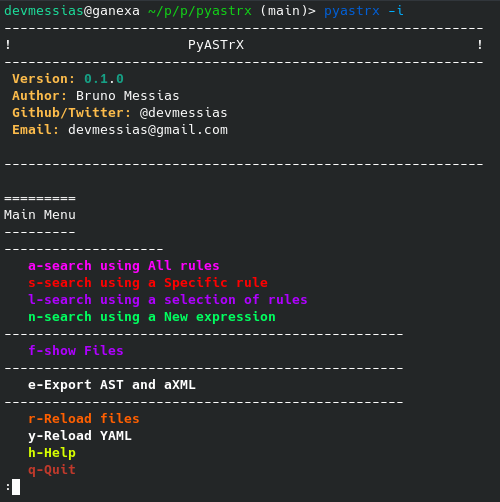 devmessias@ganexa ~/p/p/pyastrx (main)> pyastrx -i
------------------------------------------------------------
! PyASTrX !
------------------------------------------------------------
Version: 0.1.0
Author: Bruno Messias
Github/Twitter: @devmessias
Email: devmessias@gmail.com
------------------------------------------------------------
=========
Main Menu
---------
--------------------
a-search using All rules
s-search using a Specific rule
l-search using a selection of rules
n-search using a New expression
--------------------------------------------------
f-show Files
--------------------------------------------------
e-Export AST and aXML
--------------------------------------------------
r-Reload files
y-Reload YAML
h-Help
q-Quit
: